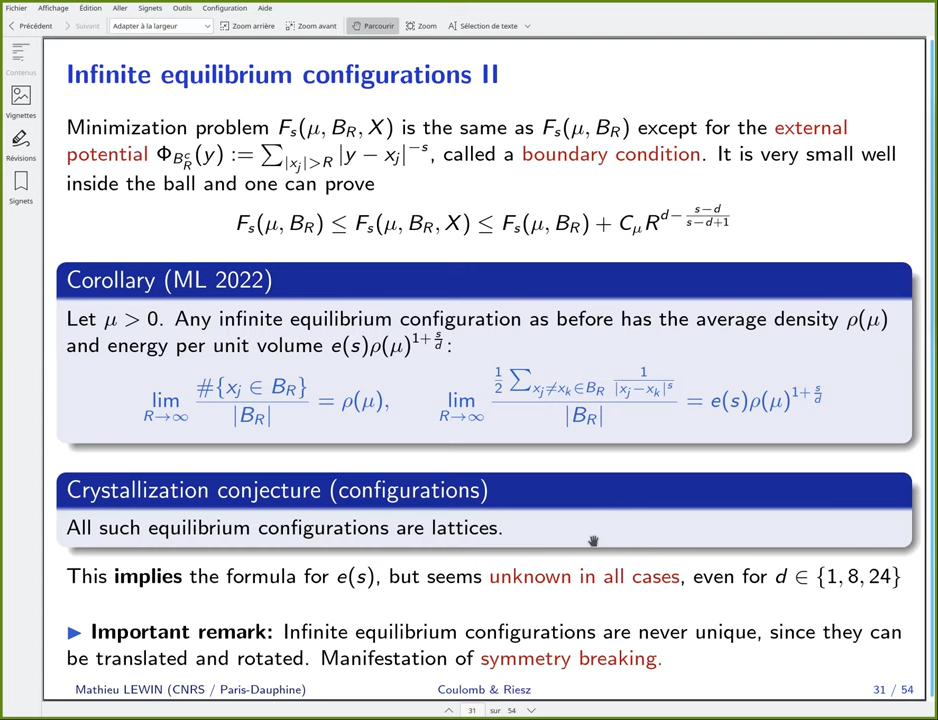 Fichier Affichage Édition Aller Signets Outils Configuration Aide
Précédent Suivant Adapter à la largeur Zoom arrière Zoom avant Parcourir Zoom Sélection de texte
Contenus
Vignettes
Révisions
Signets
Infinite equilibrium configurations II
Minimization problem F_s(μ, B_R, X) is the same as F_s(μ, B_R) except for the external
potential Φ_{B_R^c}(y) := ∑_{|x_j|>R} |y − x_j|^{−s}, called a boundary condition. It is very small well
inside the ball and one can prove
F_s(μ, B_R) ≤ F_s(μ, B_R, X) ≤ F_s(μ, B_R) + C_μ R^{d − \frac{s−d}{s−d+1}}
Corollary (ML 2022)
Let μ > 0. Any infinite equilibrium configuration as before has the average density ρ(μ)
and energy per unit volume e(s)ρ(μ)^{1+\frac{s}{d}}:
\lim_{R→∞} \frac{\#\{x_j ∈ B_R\}}{|B_R|} = ρ(μ), \lim_{R→∞} \frac{\frac{1}{2} ∑_{x_j≠x_k∈B_R} \frac{1}{|x_j−x_k|^s}}{|B_R|} = e(s)ρ(μ)^{1+\frac{s}{d}}
Crystallization conjecture (configurations)
All such equilibrium configurations are lattices.
This implies the formula for e(s), but seems unknown in all cases, even for d ∈ {1, 8, 24}
▶ Important remark: Infinite equilibrium configurations are never unique, since they can
be translated and rotated. Manifestation of symmetry breaking.
Mathieu LEWIN (CNRS / Paris-Dauphine) Coulomb & Riesz 31 / 54
31 sur 54